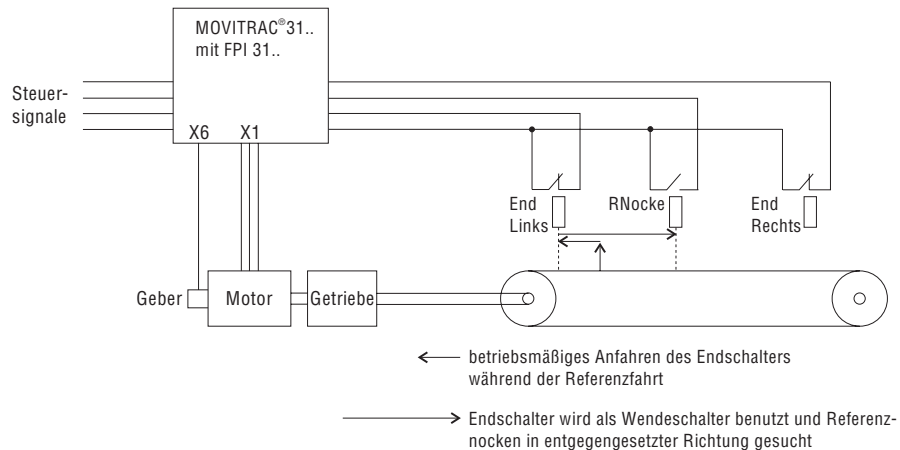 MOVITRAC®31..
mit FPI 31..
Steuer-
signale
X6 X1
End
Links
RNocke
End
Rechts
Geber
Motor
Getriebe
betriebsmäßiges Anfahren des Endschalters
während der Referenzfahrt
Endschalter wird als Wendeschalter benutzt und Referenz-
nocken in entgegengesetzter Richtung gesucht